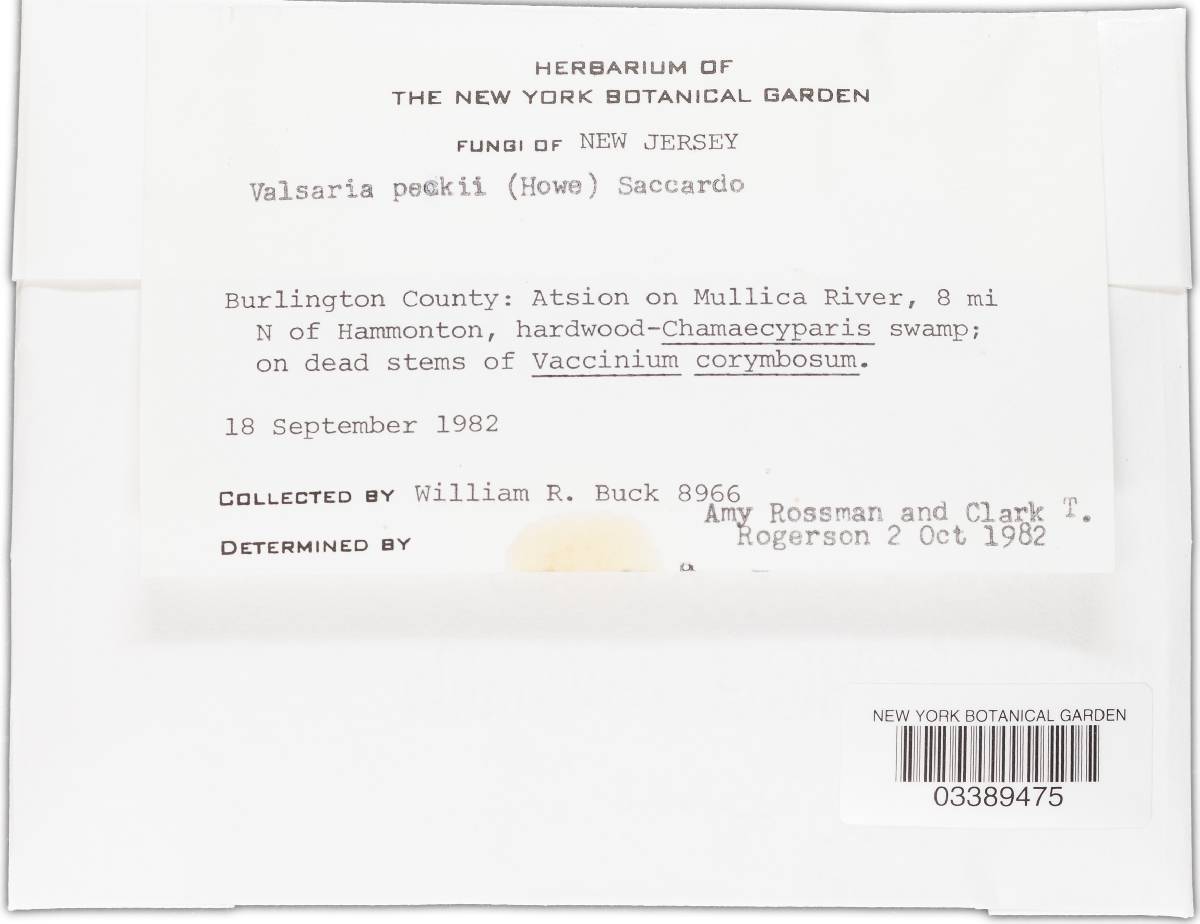 HERBARIUM OF
THE NEW YORK BOTANICAL GARDEN
FUNGI OF NEW JERSEY
Valsaria peckii (Howe) Saccardo
Burlington County: Atsion on Mullica River, 8 mi
N of Hammonton, hardwood-Chamaecyparis swamp;
on dead stems of Vaccinium corymbosum.
18 September 1982
COLLECTED BY William R. Buck 8966
Amy Rossman and Clark T.
DETERMINED BY Rogerson 2 Oct 1982
NEW YORK BOTANICAL GARDEN
03389475